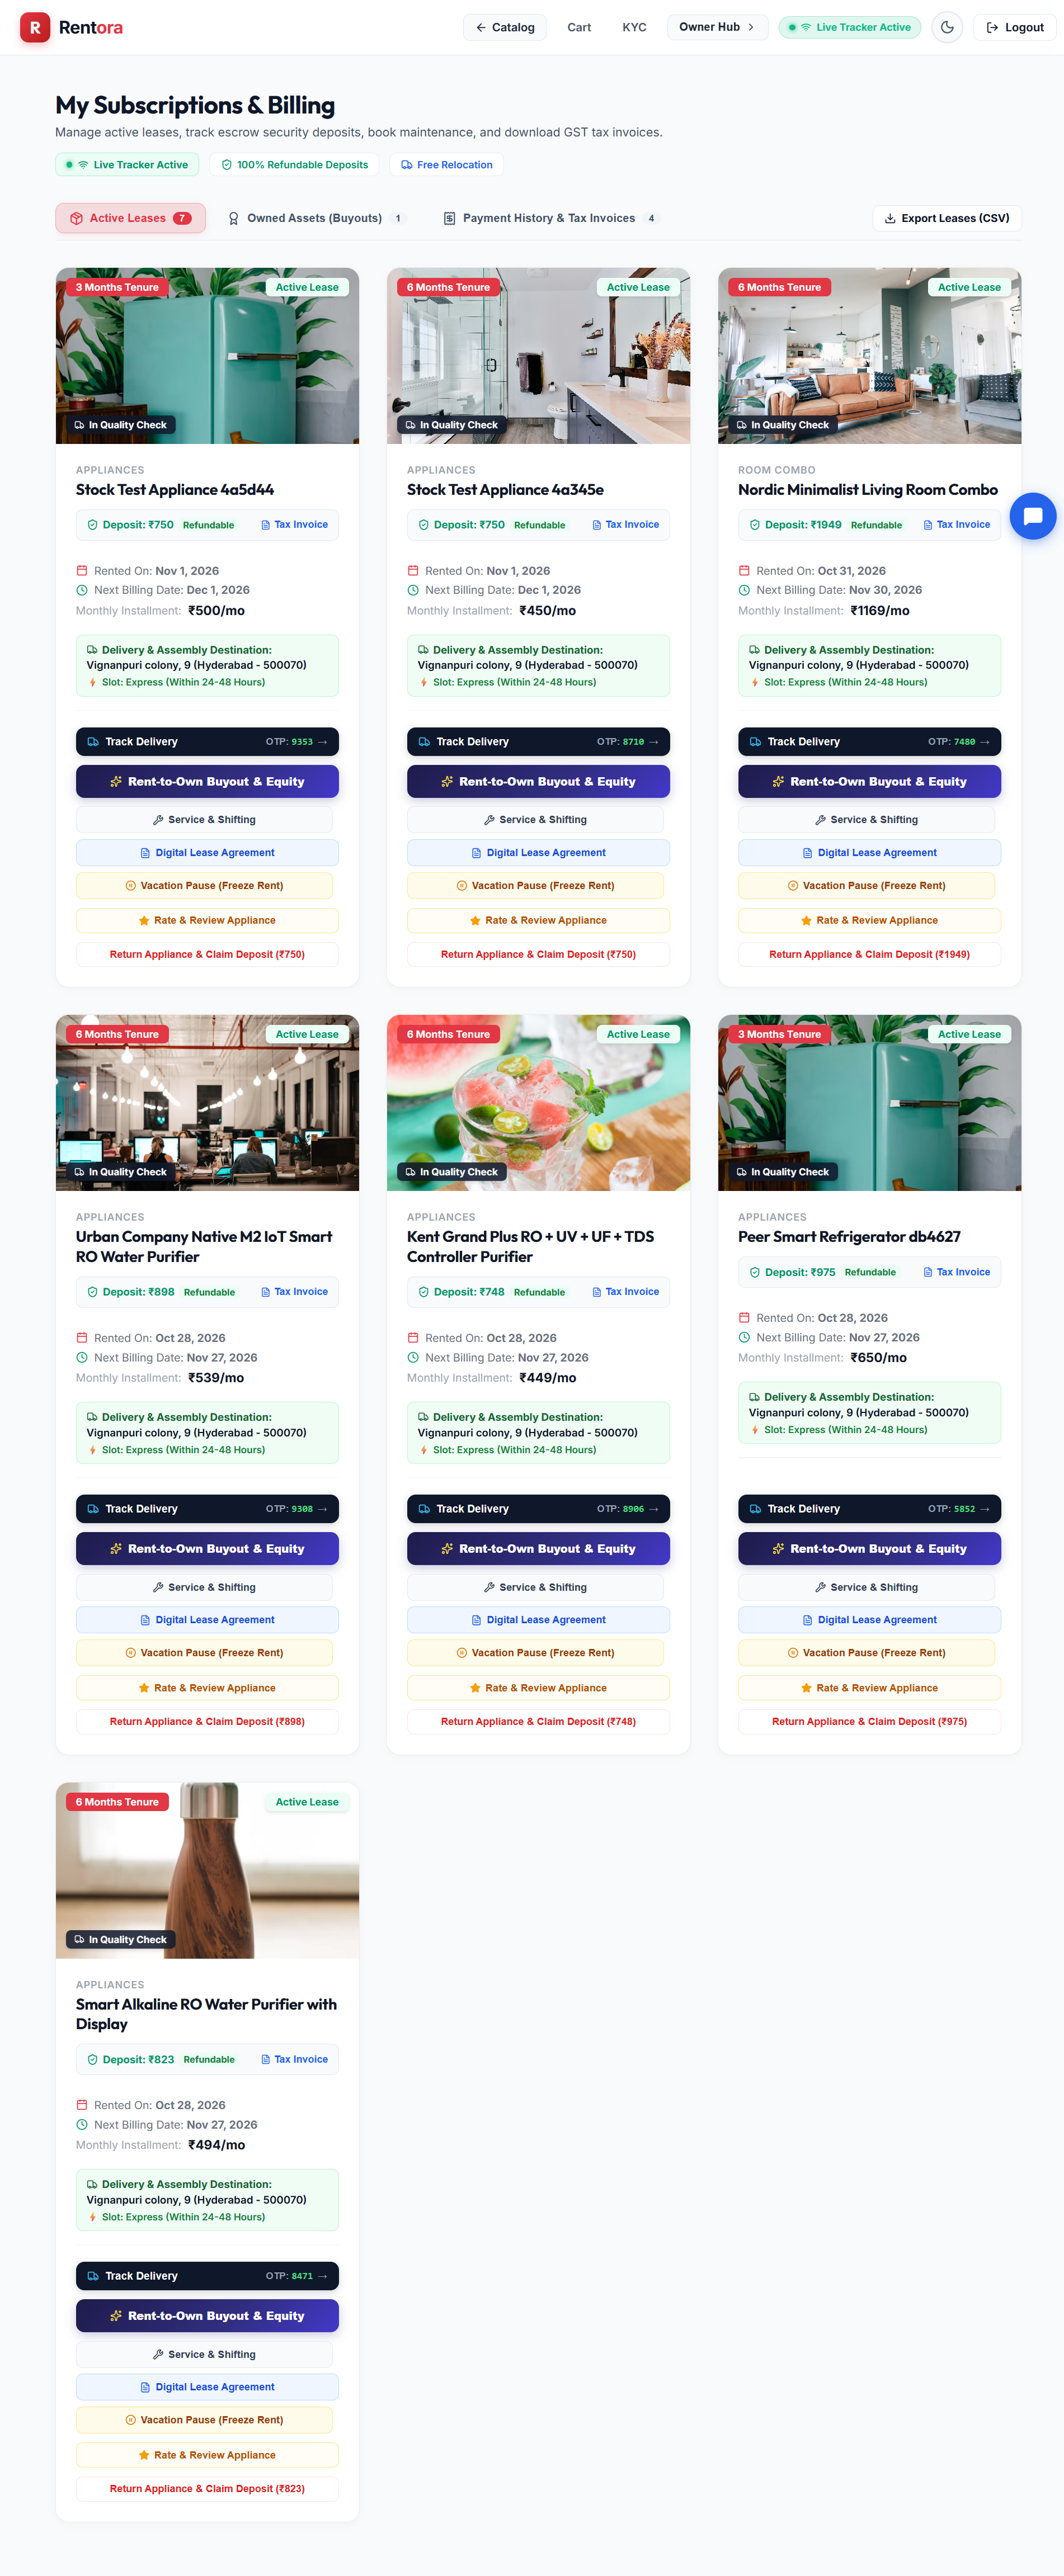 R Rentora
Catalog Cart KYC Owner Hub Live Tracker Active Logout
My Subscriptions & Billing
Manage active leases, track escrow security deposits, book maintenance, and download GST tax invoices.
Live Tracker Active 100% Refundable Deposits Free Relocation
Active Leases 7 Owned Assets (Buyouts) 1 Payment History & Tax Invoices 4 Export Leases (CSV)
3 Months Tenure Active Lease
In Quality Check
APPLIANCES
Stock Test Appliance 4a5d44
Deposit: ₹750 Refundable Tax Invoice
Rented On: Nov 1, 2026
Next Billing Date: Dec 1, 2026
Monthly Installment: ₹500/mo
Delivery & Assembly Destination:
Vignanpuri colony, 9 (Hyderabad - 500070)
Slot: Express (Within 24-48 Hours)
Track Delivery OTP: 9353 →
Rent-to-Own Buyout & Equity
Service & Shifting
Digital Lease Agreement
Vacation Pause (Freeze Rent)
Rate & Review Appliance
Return Appliance & Claim Deposit (₹750)
6 Months Tenure Active Lease
In Quality Check
APPLIANCES
Stock Test Appliance 4a345e
Deposit: ₹750 Refundable Tax Invoice
Rented On: Nov 1, 2026
Next Billing Date: Dec 1, 2026
Monthly Installment: ₹450/mo
Delivery & Assembly Destination:
Vignanpuri colony, 9 (Hyderabad - 500070)
Slot: Express (Within 24-48 Hours)
Track Delivery OTP: 8710 →
Rent-to-Own Buyout & Equity
Service & Shifting
Digital Lease Agreement
Vacation Pause (Freeze Rent)
Rate & Review Appliance
Return Appliance & Claim Deposit (₹750)
6 Months Tenure Active Lease
In Quality Check
ROOM COMBO
Nordic Minimalist Living Room Combo
Deposit: ₹1949 Refundable Tax Invoice
Rented On: Oct 31, 2026
Next Billing Date: Nov 30, 2026
Monthly Installment: ₹1169/mo
Delivery & Assembly Destination:
Vignanpuri colony, 9 (Hyderabad - 500070)
Slot: Express (Within 24-48 Hours)
Track Delivery OTP: 7480 →
Rent-to-Own Buyout & Equity
Service & Shifting
Digital Lease Agreement
Vacation Pause (Freeze Rent)
Rate & Review Appliance
Return Appliance & Claim Deposit (₹1949)
6 Months Tenure Active Lease
In Quality Check
APPLIANCES
Urban Company Native M2 IoT Smart
RO Water Purifier
Deposit: ₹898 Refundable Tax Invoice
Rented On: Oct 28, 2026
Next Billing Date: Nov 27, 2026
Monthly Installment: ₹539/mo
Delivery & Assembly Destination:
Vignanpuri colony, 9 (Hyderabad - 500070)
Slot: Express (Within 24-48 Hours)
Track Delivery OTP: 9308 →
Rent-to-Own Buyout & Equity
Service & Shifting
Digital Lease Agreement
Vacation Pause (Freeze Rent)
Rate & Review Appliance
Return Appliance & Claim Deposit (₹898)
6 Months Tenure Active Lease
In Quality Check
APPLIANCES
Kent Grand Plus RO + UV + UF + TDS
Controller Purifier
Deposit: ₹748 Refundable Tax Invoice
Rented On: Oct 28, 2026
Next Billing Date: Nov 27, 2026
Monthly Installment: ₹449/mo
Delivery & Assembly Destination:
Vignanpuri colony, 9 (Hyderabad - 500070)
Slot: Express (Within 24-48 Hours)
Track Delivery OTP: 8906 →
Rent-to-Own Buyout & Equity
Service & Shifting
Digital Lease Agreement
Vacation Pause (Freeze Rent)
Rate & Review Appliance
Return Appliance & Claim Deposit (₹748)
3 Months Tenure Active Lease
In Quality Check
APPLIANCES
Peer Smart Refrigerator db4627
Deposit: ₹975 Refundable Tax Invoice
Rented On: Oct 28, 2026
Next Billing Date: Nov 27, 2026
Monthly Installment: ₹650/mo
Delivery & Assembly Destination:
Vignanpuri colony, 9 (Hyderabad - 500070)
Slot: Express (Within 24-48 Hours)
Track Delivery OTP: 5852 →
Rent-to-Own Buyout & Equity
Service & Shifting
Digital Lease Agreement
Vacation Pause (Freeze Rent)
Rate & Review Appliance
Return Appliance & Claim Deposit (₹975)
6 Months Tenure Active Lease
In Quality Check
APPLIANCES
Smart Alkaline RO Water Purifier with
Display
Deposit: ₹823 Refundable Tax Invoice
Rented On: Oct 28, 2026
Next Billing Date: Nov 27, 2026
Monthly Installment: ₹494/mo
Delivery & Assembly Destination:
Vignanpuri colony, 9 (Hyderabad - 500070)
Slot: Express (Within 24-48 Hours)
Track Delivery OTP: 8471 →
Rent-to-Own Buyout & Equity
Service & Shifting
Digital Lease Agreement
Vacation Pause (Freeze Rent)
Rate & Review Appliance
Return Appliance & Claim Deposit (₹823)